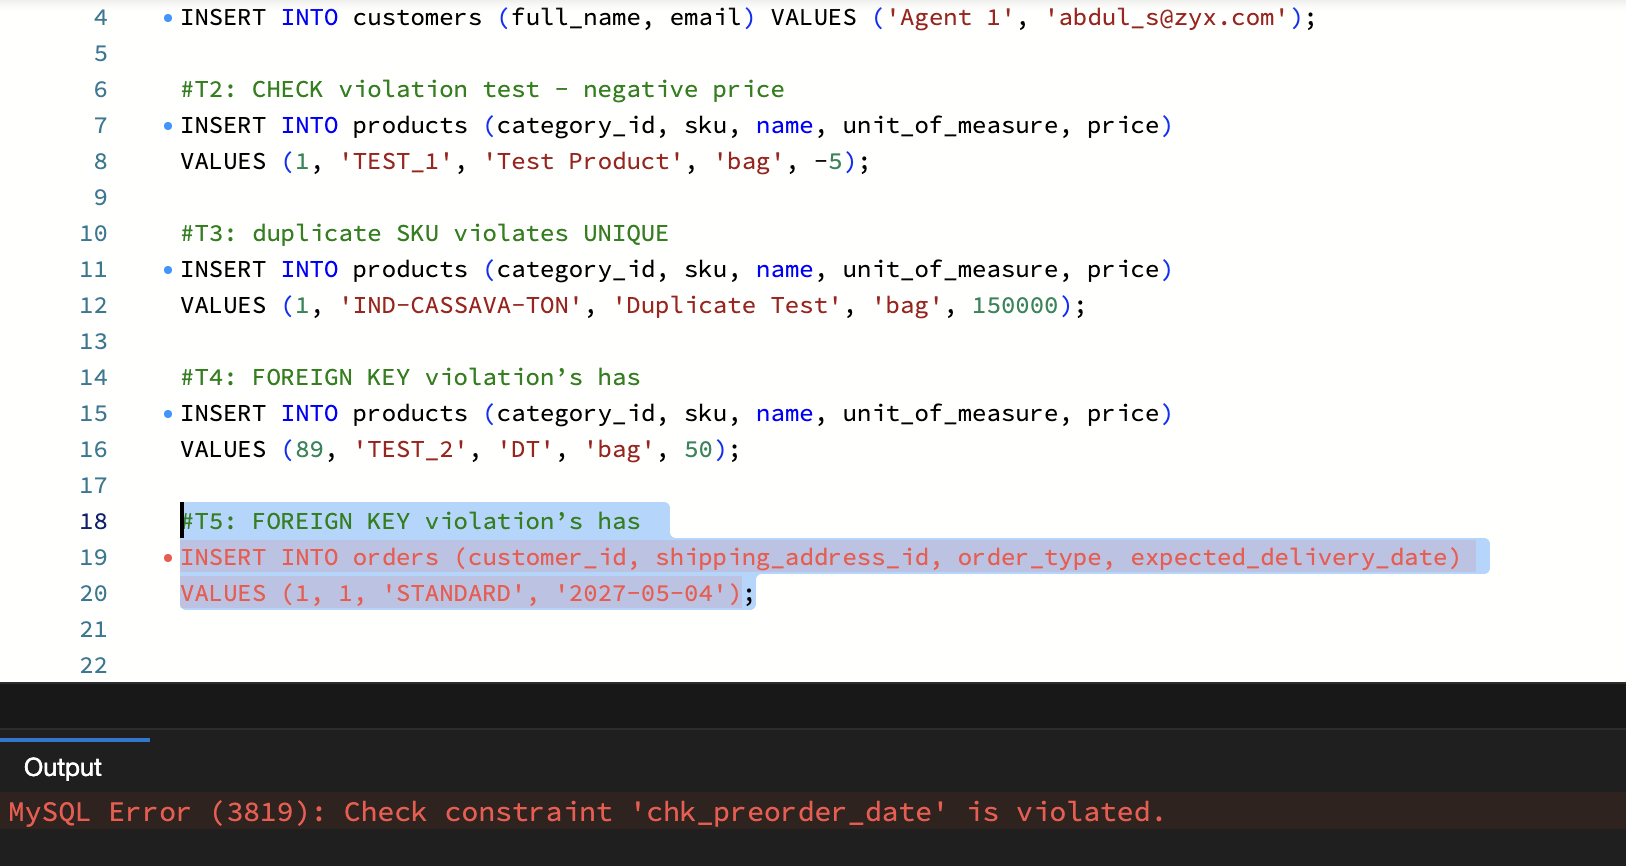 4 INSERT INTO customers (full_name, email) VALUES ('Agent 1', 'abdul_s@zyx.com');
5
6 #T2: CHECK violation test - negative price
7 INSERT INTO products (category_id, sku, name, unit_of_measure, price)
8 VALUES (1, 'TEST_1', 'Test Product', 'bag', -5);
9
10 #T3: duplicate SKU violates UNIQUE
11 INSERT INTO products (category_id, sku, name, unit_of_measure, price)
12 VALUES (1, 'IND-CASSAVA-TON', 'Duplicate Test', 'bag', 150000);
13
14 #T4: FOREIGN KEY violation’s has
15 INSERT INTO products (category_id, sku, name, unit_of_measure, price)
16 VALUES (89, 'TEST_2', 'DT', 'bag', 50);
17
18 #T5: FOREIGN KEY violation’s has
19 INSERT INTO orders (customer_id, shipping_address_id, order_type, expected_delivery_date)
20 VALUES (1, 1, 'STANDARD', '2027-05-04');
21
22
Output
MySQL Error (3819): Check constraint 'chk_preorder_date' is violated.